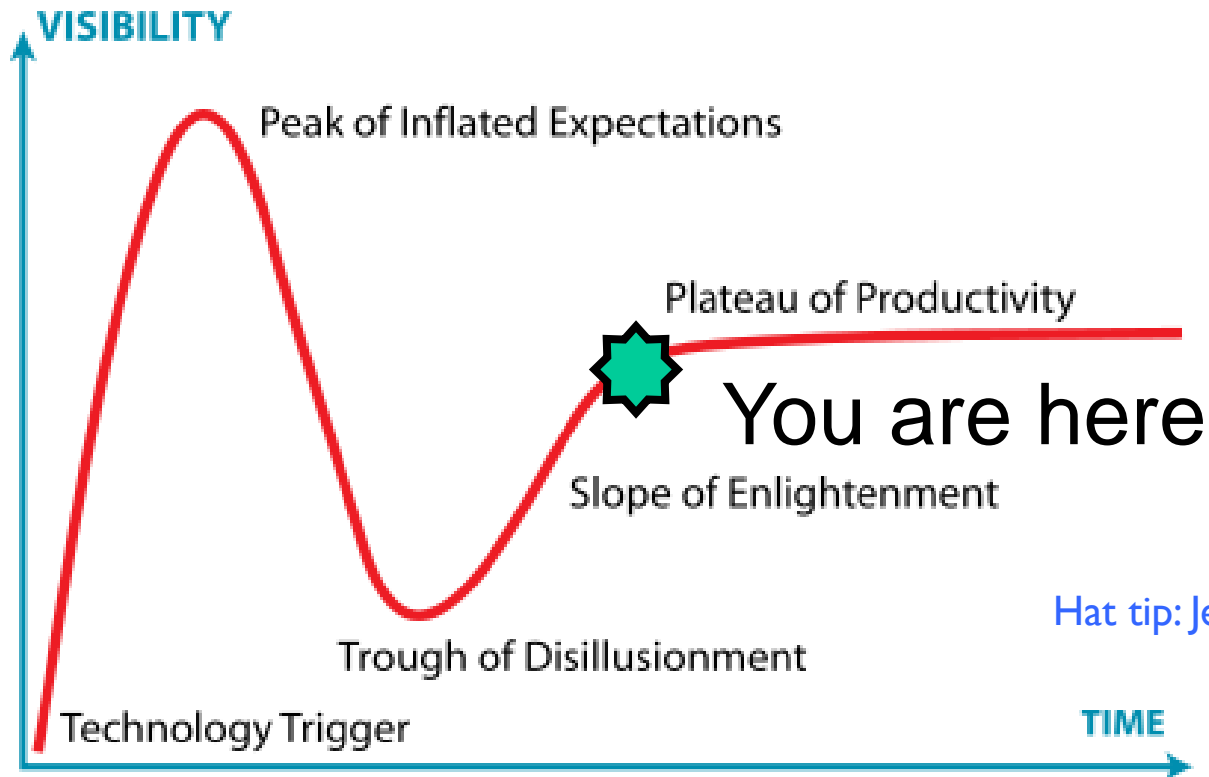 VISIBILITY
Peak of Inflated Expectations
Plateau of Productivity
You are here
Slope of Enlightenment
Hat tip:
Trough of Disillusionment
Technology Trigger
TIME